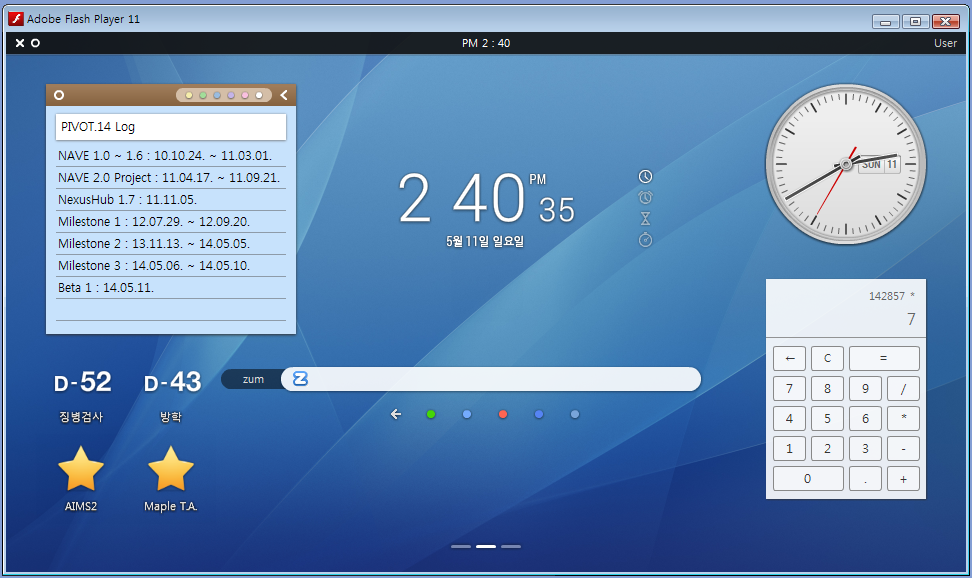 Adobe Flash Player 11
PM 2 : 40
User
PIVOT.14 Log
NAVE 1.0 ~ 1.6 : 10.10.24. ~ 11.03.01.
NAVE 2.0 Project : 11.04.17. ~ 11.09.21.
NexusHub 1.7 : 11.11.05.
Milestone 1 : 12.07.29. ~ 12.09.20.
Milestone 2 : 13.11.13. ~ 14.05.05.
Milestone 3 : 14.05.06. ~ 14.05.10.
Beta 1 : 14.05.11.
2 40 PM 35
5월 11일 일요일
SUN 11
142857 *
7
← C =
7 8 9 /
4 5 6 *
1 2 3 -
0 . +
D-52
징병검사
D-43
방학
zum
AIMS2
Maple T.A.